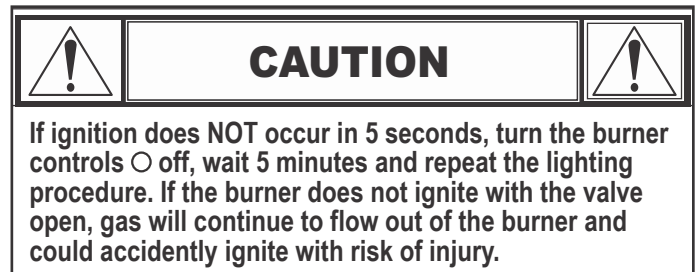 CAUTION
If ignition does NOT occur in 5 seconds, turn the burner
controls O off, wait 5 minutes and repeat the lighting
procedure. If the burner does not ignite with the valve
open, gas will continue to flow out of the burner and
could accidently ignite with risk of injury.